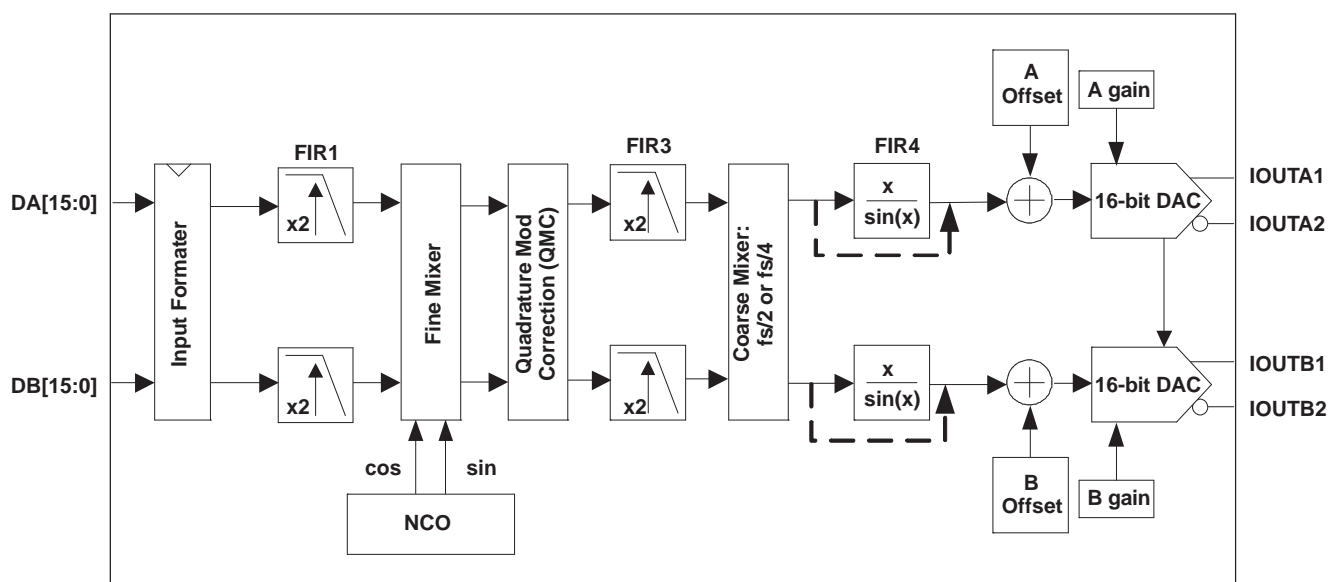 A
Offset
A gain
FIR1
FIR3
FIR4
DA[15:0]
Input Formater
x2
Fine Mixer
Quadrature Mod
Correction (QMC)
x2
Coarse Mixer:
fs/2 or fs/4
x
sin(x)
16-bit DAC
IOUTA1
IOUTA2
DB[15:0]
x2
x2
x
sin(x)
16-bit DAC
IOUTB1
IOUTB2
cos
sin
NCO
B
Offset
B gain